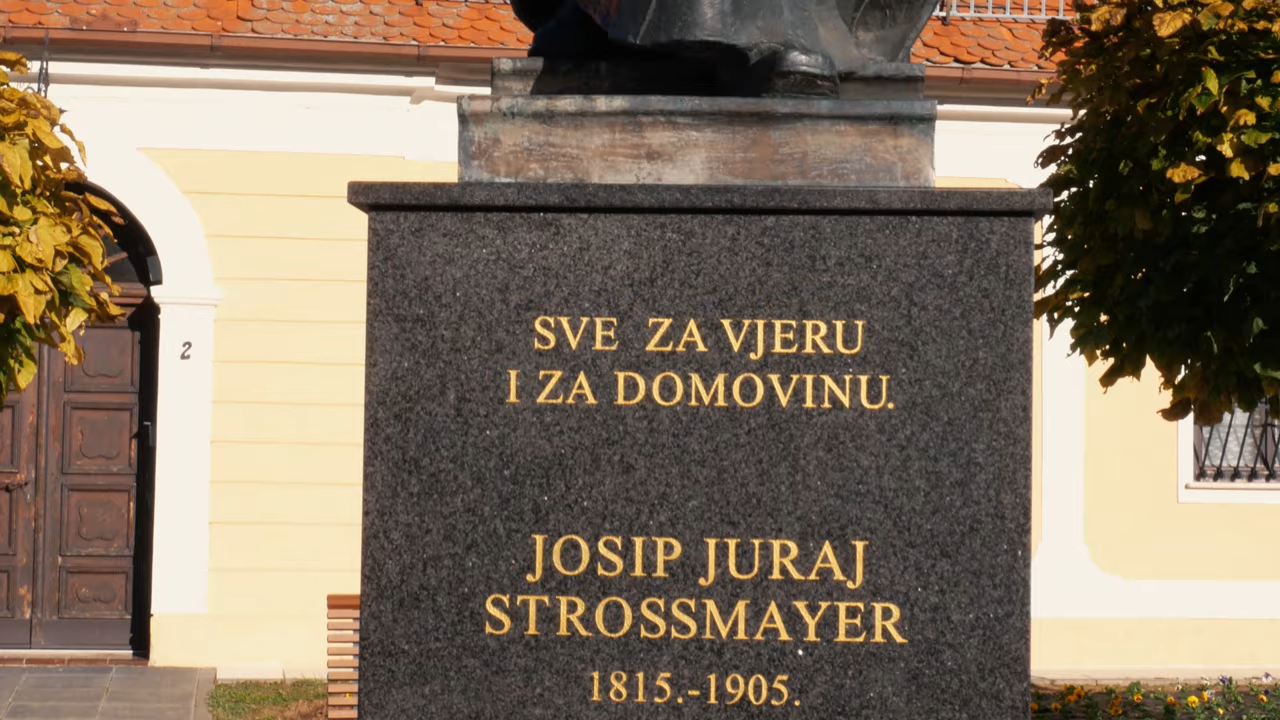 SVE ZA VJERU
I ZA DOMOVINU.
JOSIP JURAJ
STROSSMAYER
1815.-1905.
2